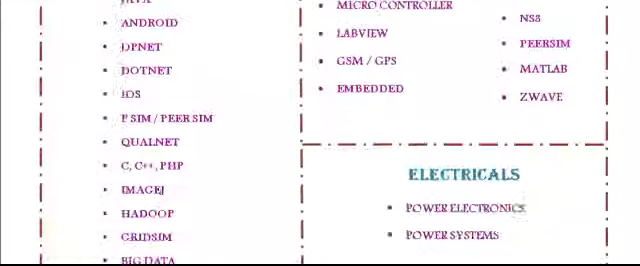 JAVA
ANDROID
DPNET
DOTNET
IOS
P SIM / PEER SIM
QUALNET
C, C++, PHP
IMAGEJ
HADOOP
GRIDSIM
BIG DATA
MICRO CONTROLLER
LABVIEW
GSM / GPS
EMBEDDED
NS3
PEERSIM
MATLAB
ZWAVE
ELECTRICALS
POWER ELECTRONICS
POWER SYSTEMS